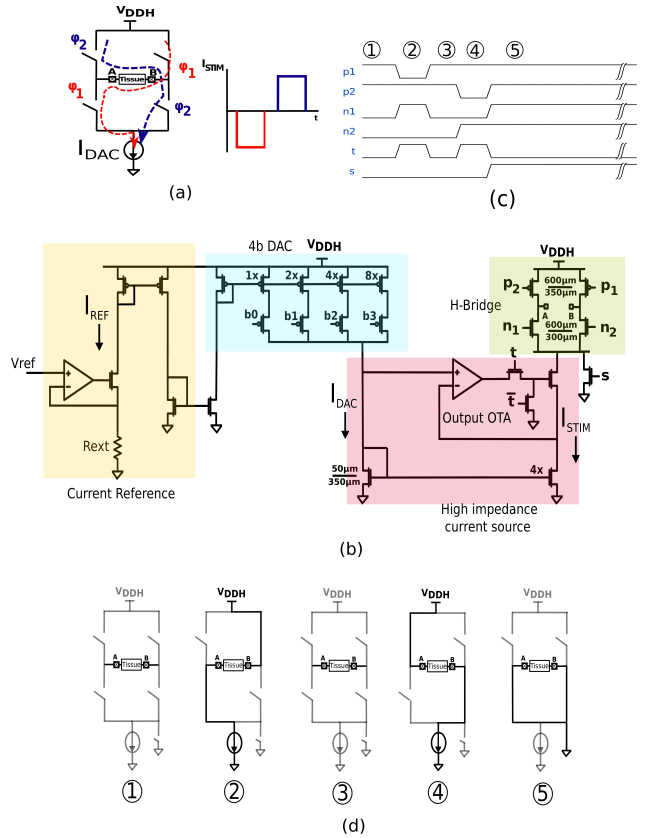 VDDH
φ2
φ1
A
Tissue
B
φ1
φ2
IDAC
ISTIM
t
(a)
① ② ③ ④ ⑤
p1
p2
n1
n2
t
s
(c)
4b DAC
VDDH
1x 2x 4x 8x
b0 b1 b2 b3
IREF
Vref
+
-
Rext
Current Reference
VDDH
H-Bridge
p2
600μm
350μm
p1
A B
n1
600μm
300μm
n2
s
t
+
-
t
Output OTA
IDAC
ISTIM
50μm
350μm
4x
High impedance
current source
(b)
VDDH VDDH VDDH VDDH VDDH
A Tissue B A Tissue B A Tissue B A Tissue B A Tissue B
① ② ③ ④ ⑤
(d)